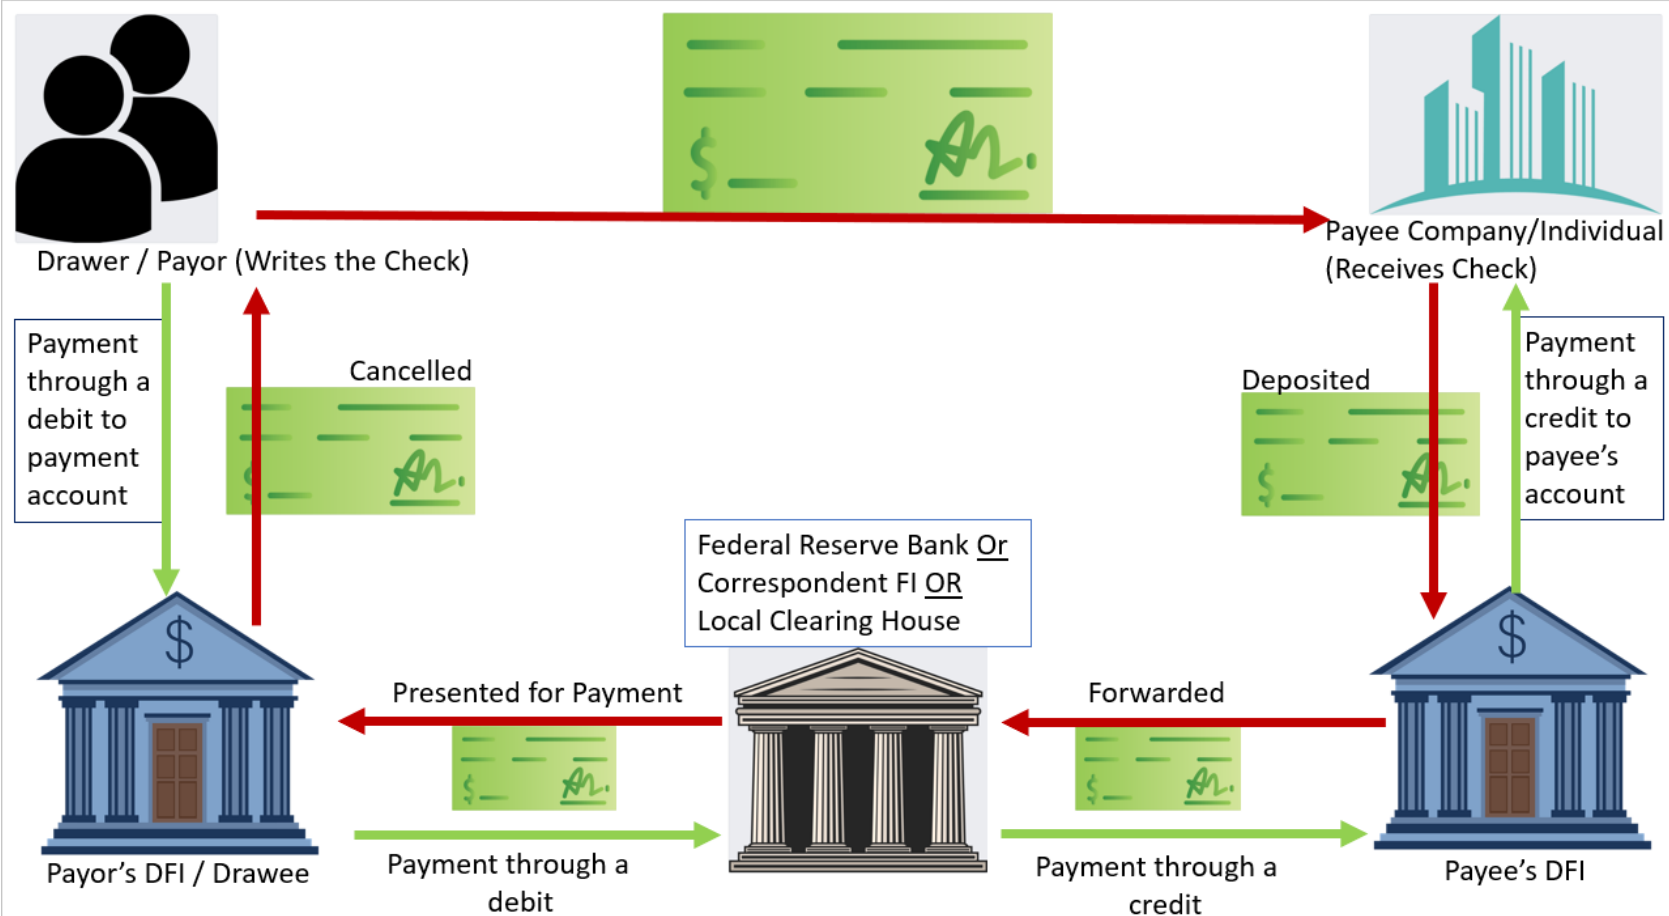 Drawer / Payor (Writes the Check)
Payee Company/Individual
(Receives Check)
Payment
through a
debit to
payment
account
Cancelled
Deposited
Payment
through a
credit to
payee's
account
Federal Reserve Bank Or
Correspondent FI OR
Local Clearing House
$
$
Presented for Payment
Forwarded
Payor's DFI / Drawee
Payment through a
debit
Payment through a
credit
Payee's DFI